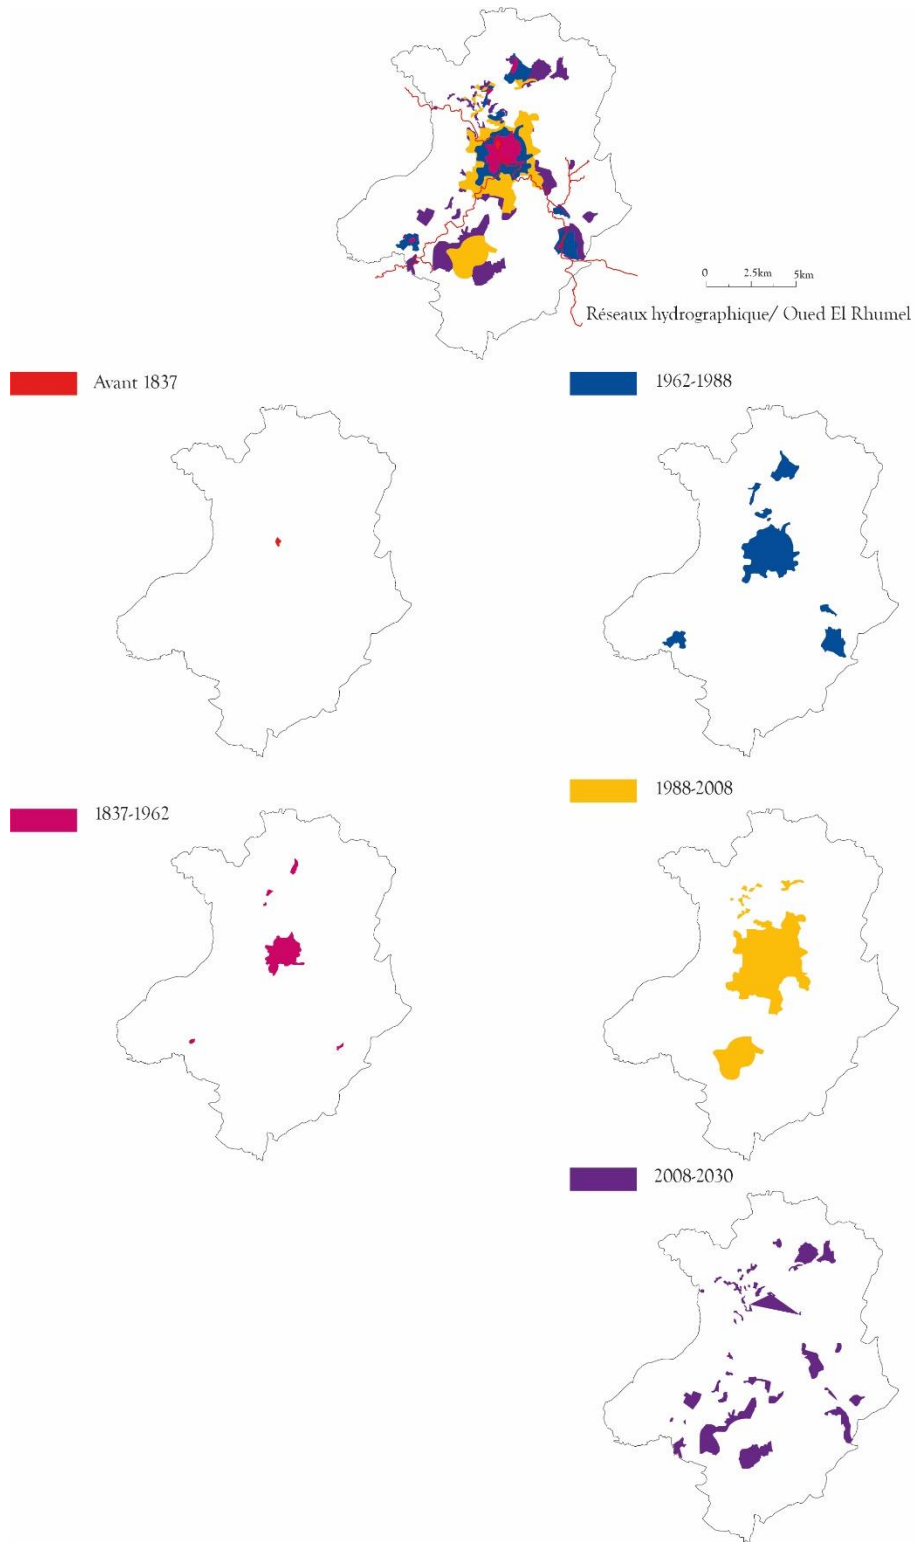 0 2.5km 5km
Réseaux hydrographique/ Oued El Rhumel
Avant 1837
1962-1988
1988-2008
1837-1962
2008-2030